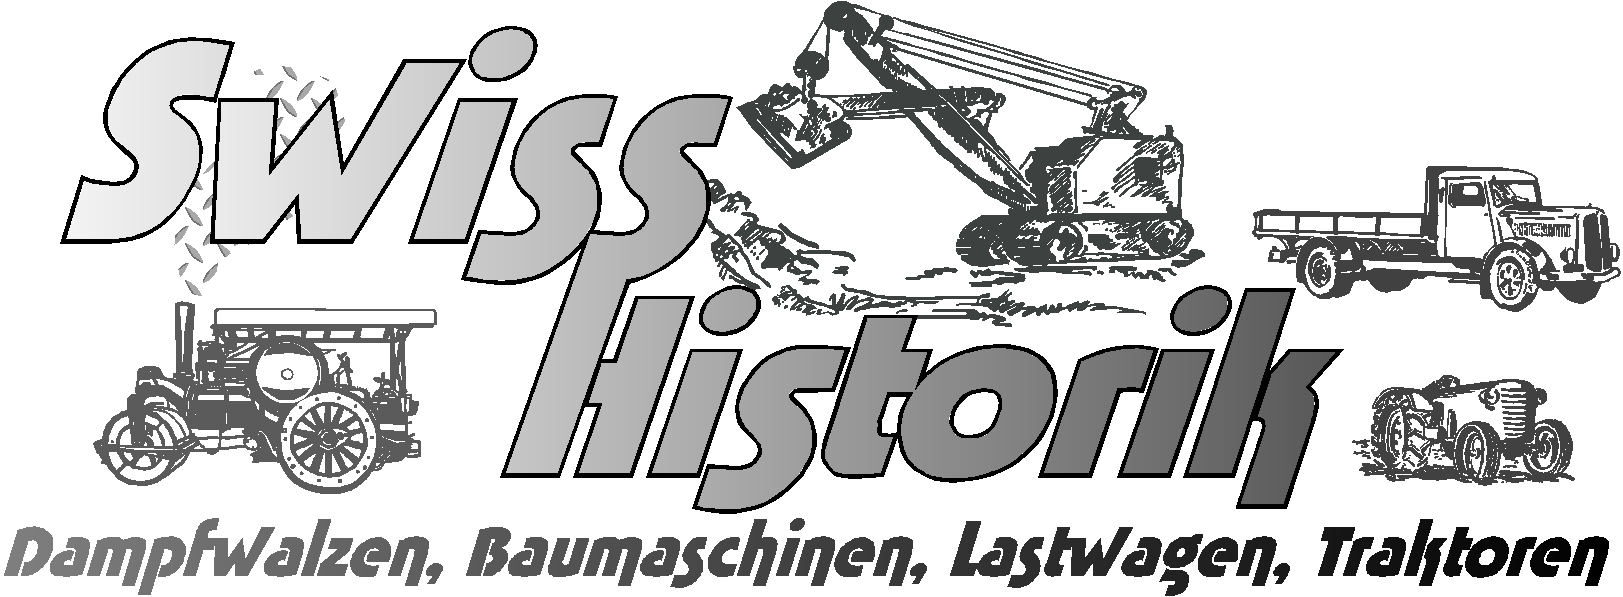 Swiss
Historik
Dampfwalzen, Baumaschinen, Lastwagen, Traktoren